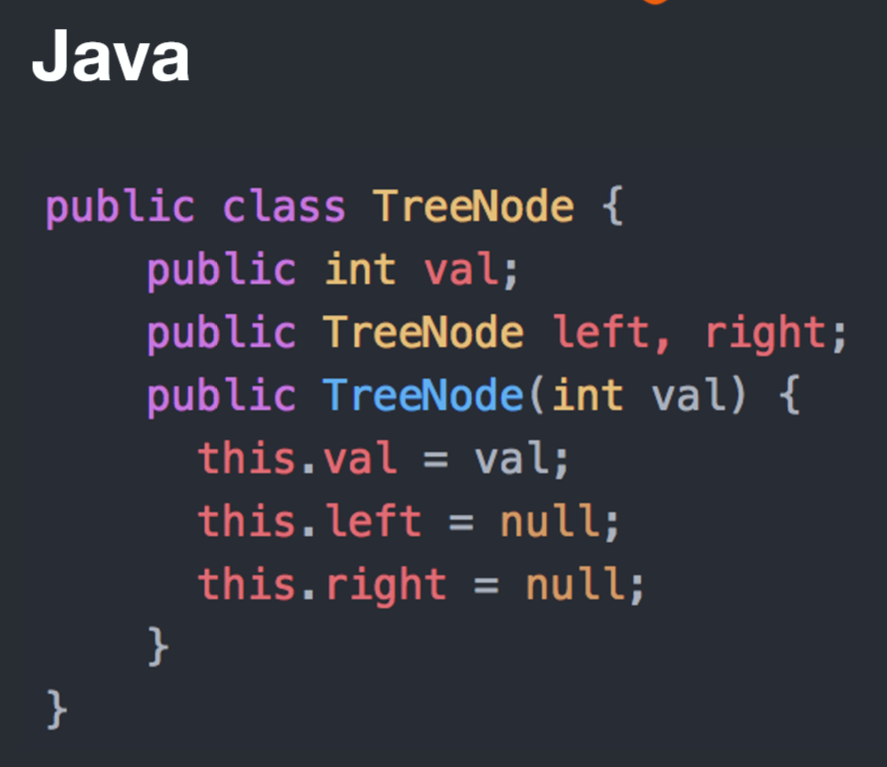 Java
public class TreeNode {
    public int val;
    public TreeNode left, right;
    public TreeNode(int val) {
      this.val = val;
      this.left = null;
      this.right = null;
    }
}